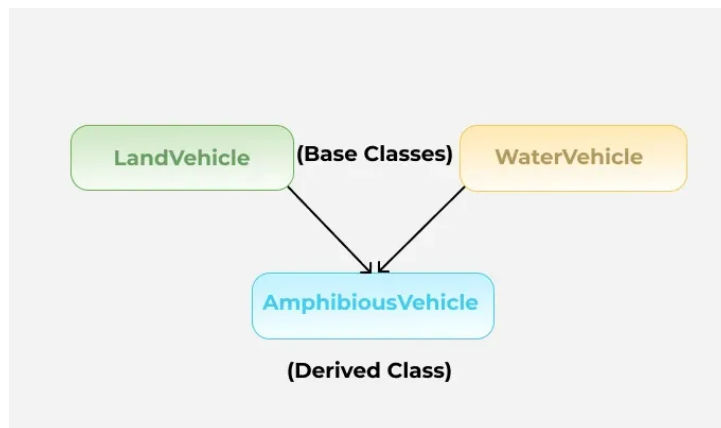 LandVehicle
(Base Classes)
WaterVehicle
AmphibiousVehicle
(Derived Class)